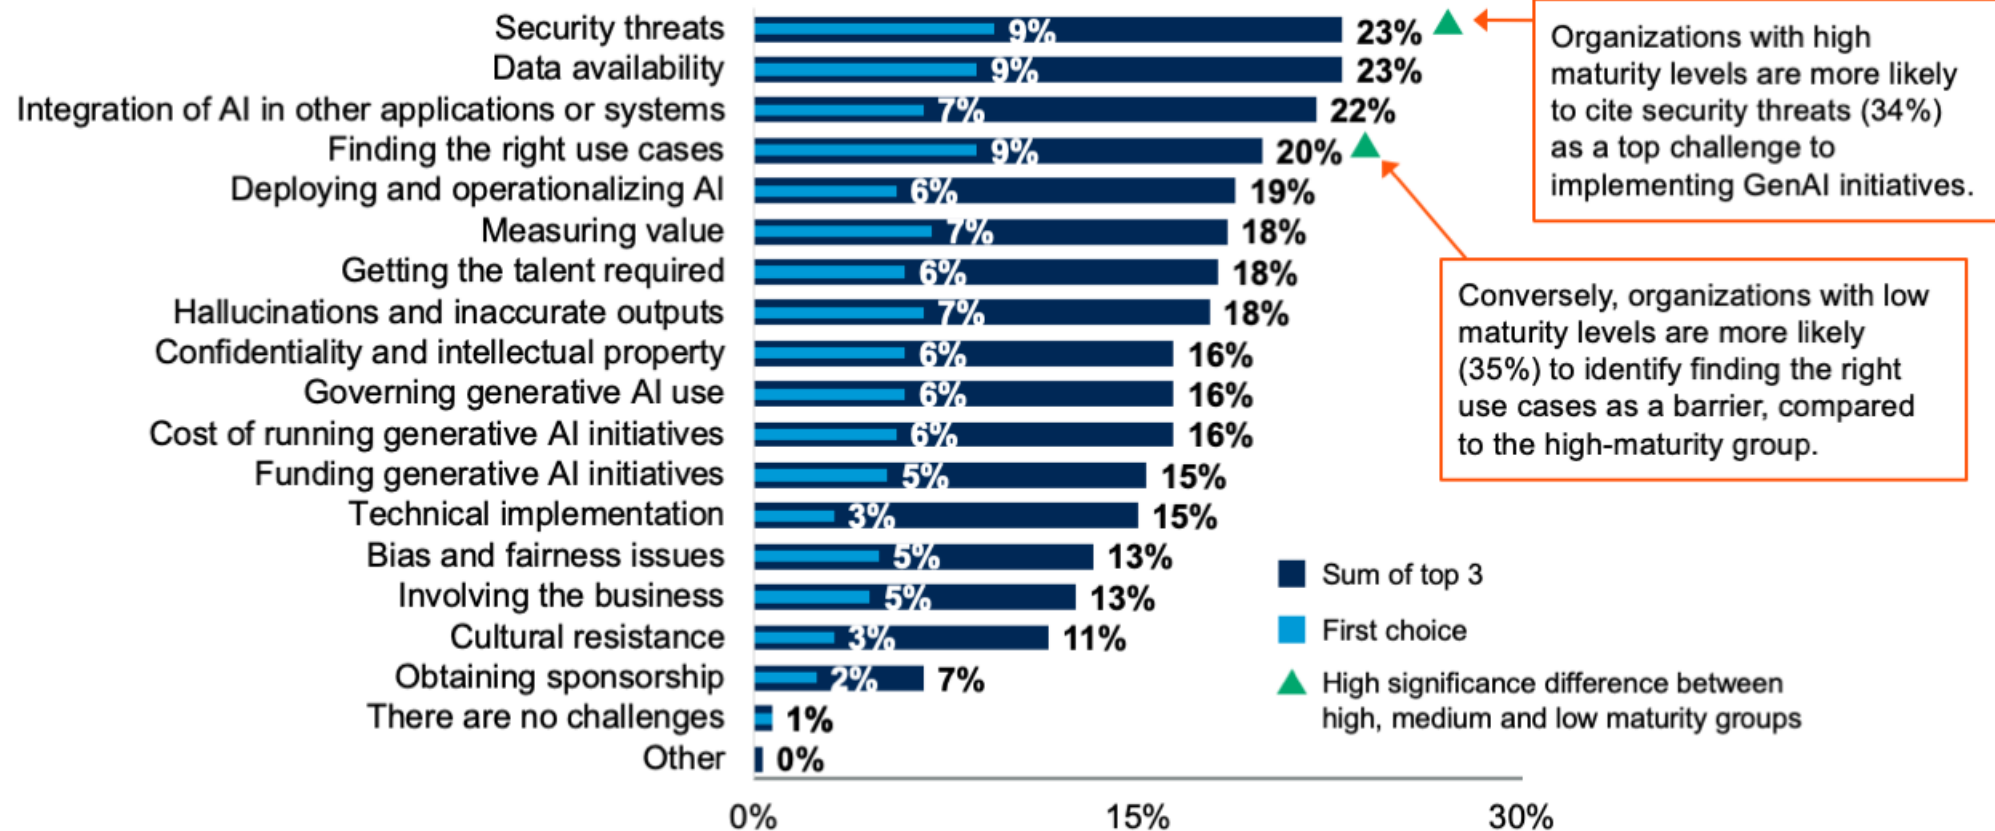 Security threats 9% 23%
Data availability 9% 23%
Integration of AI in other applications or systems 7% 22%
Finding the right use cases 9% 20%
Deploying and operationalizing AI 6% 19%
Measuring value 7% 18%
Getting the talent required 6% 18%
Hallucinations and inaccurate outputs 7% 18%
Confidentiality and intellectual property 6% 16%
Governing generative AI use 6% 16%
Cost of running generative AI initiatives 6% 16%
Funding generative AI initiatives 5% 15%
Technical implementation 3% 15%
Bias and fairness issues 5% 13%
Involving the business 5% 13%
Cultural resistance 3% 11%
Obtaining sponsorship 2% 7%
There are no challenges 1%
Other 0%
0% 15% 30%
Organizations with high
maturity levels are more likely
to cite security threats (34%)
as a top challenge to
implementing GenAI initiatives.
Conversely, organizations with low
maturity levels are more likely
(35%) to identify finding the right
use cases as a barrier, compared
to the high-maturity group.
Sum of top 3
First choice
High significance difference between
high, medium and low maturity groups